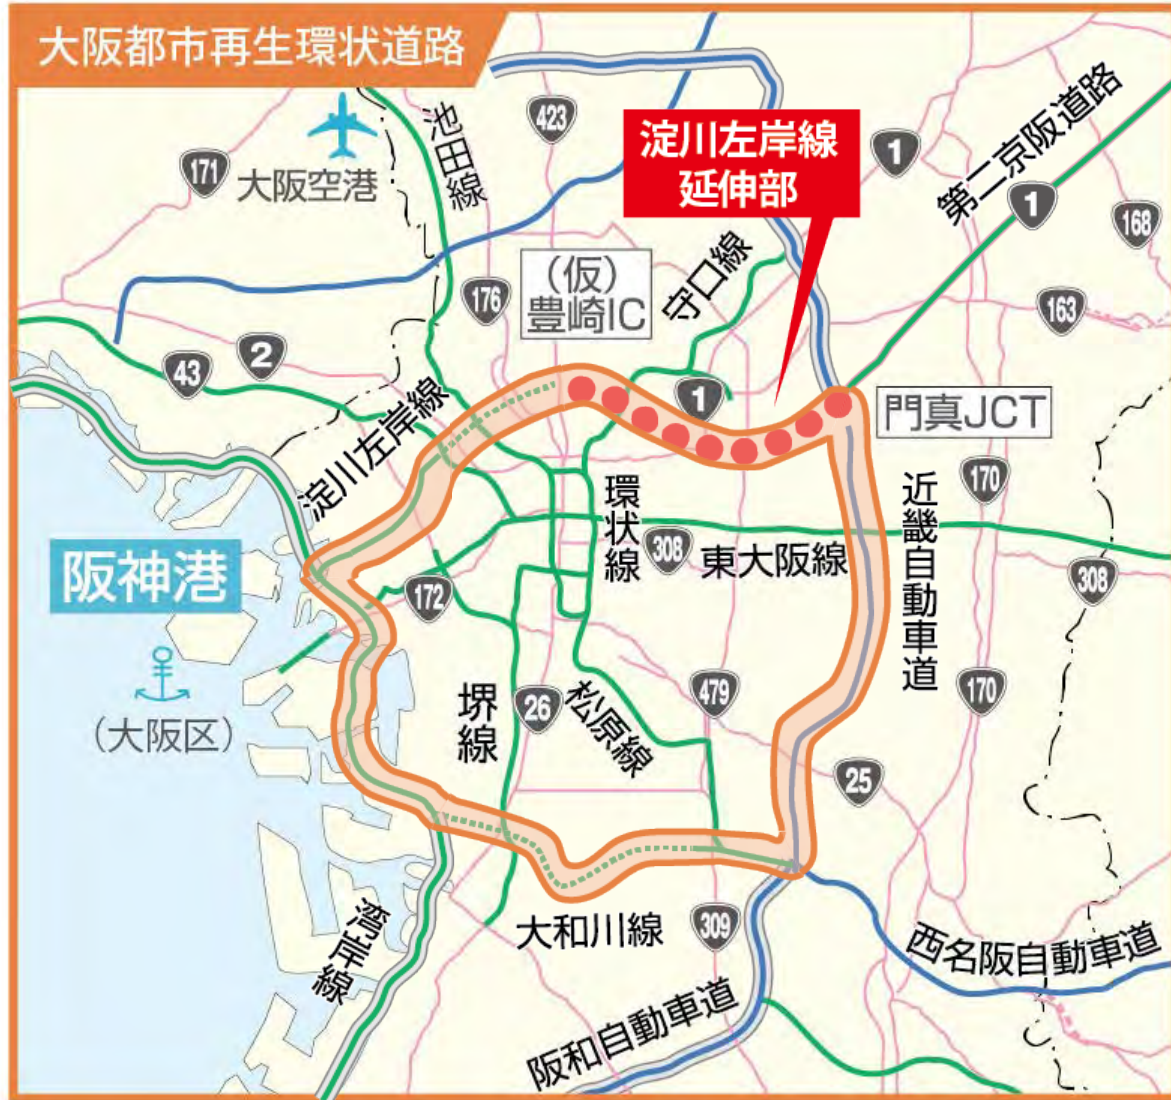 大阪都市再生環状道路
423
池田線
171
大阪空港
淀川左岸線
延伸部
1
第二京阪道路
1
168
176
(仮)
豊崎IC
守口線
163
43
2
1
門真JCT
淀川左岸線
環状線
170
近畿自動車道
308
東大阪線
阪神港
172
308
(大阪区)
堺線
26
松原線
479
170
25
湾岸線
大和川線
309
西名阪自動車道
阪和自動車道